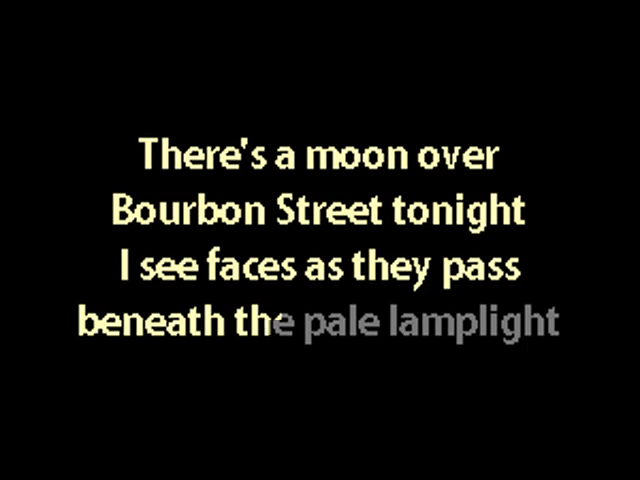 There's a moon over
Bourbon Street tonight
I see faces as they pass
beneath the pale lamplight